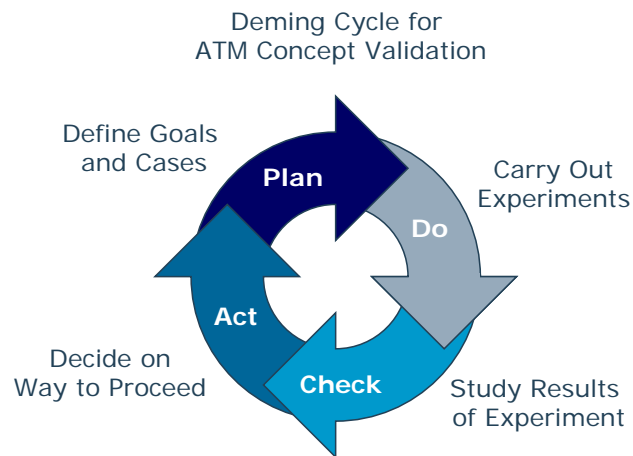 Deming Cycle for
ATM Concept Validation
Define Goals
and Cases
Plan
Carry Out
Experiments
Do
Act
Decide on
Way to Proceed
Check
Study Results
of Experiment